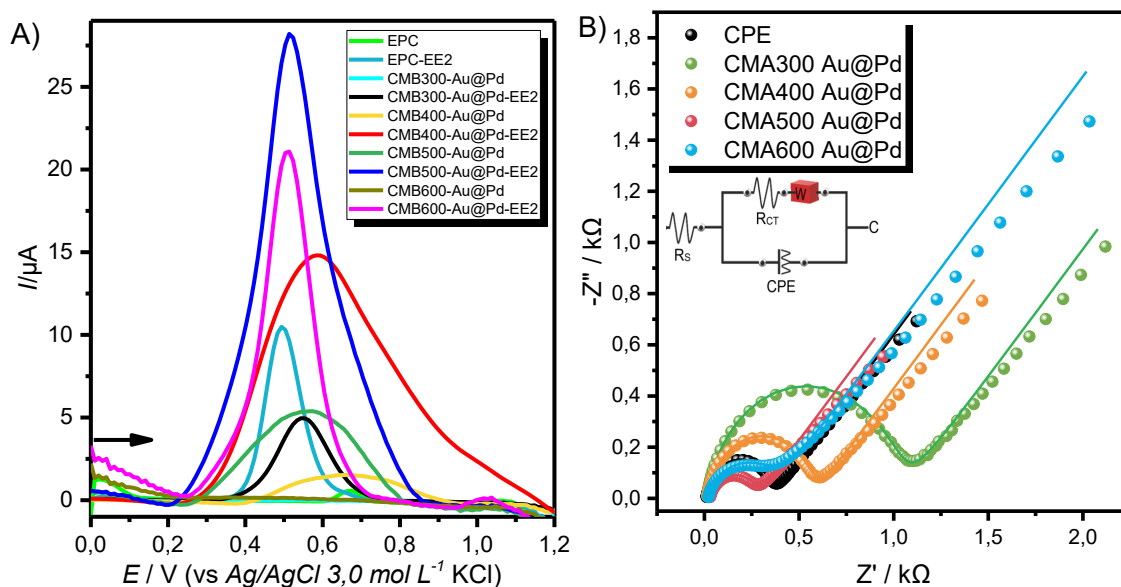 A)
I/μA
25
20
15
10
5
0
0,0 0,2 0,4 0,6 0,8 1,0 1,2
E / V (vs Ag/AgCl 3,0 mol L-1 KCl)
EPC
EPC-EE2
CMB300-Au@Pd
CMB300-Au@Pd-EE2
CMB400-Au@Pd
CMB400-Au@Pd-EE2
CMB500-Au@Pd
CMB500-Au@Pd-EE2
CMB600-Au@Pd
CMB600-Au@Pd-EE2
B)
-Z'' / kΩ
1,8
1,6
1,4
1,2
1,0
0,8
0,6
0,4
0,2
0,0
0,0 0,5 1,0 1,5 2,0
Z' / kΩ
CPE
CMA300 Au@Pd
CMA400 Au@Pd
CMA500 Au@Pd
CMA600 Au@Pd
W
RCT
C
RS
CPE